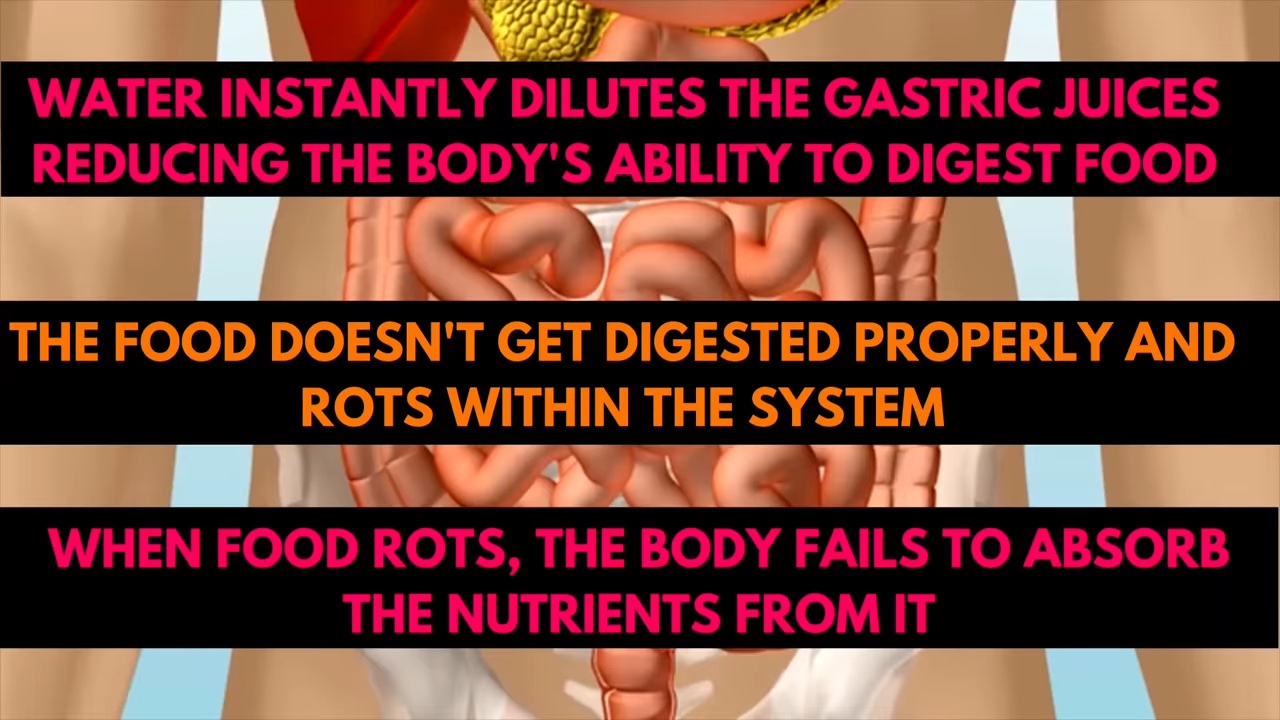 WATER INSTANTLY DILUTES THE GASTRIC JUICES
REDUCING THE BODY'S ABILITY TO DIGEST FOOD
THE FOOD DOESN'T GET DIGESTED PROPERLY AND
ROTS WITHIN THE SYSTEM
WHEN FOOD ROTS, THE BODY FAILS TO ABSORB
THE NUTRIENTS FROM IT